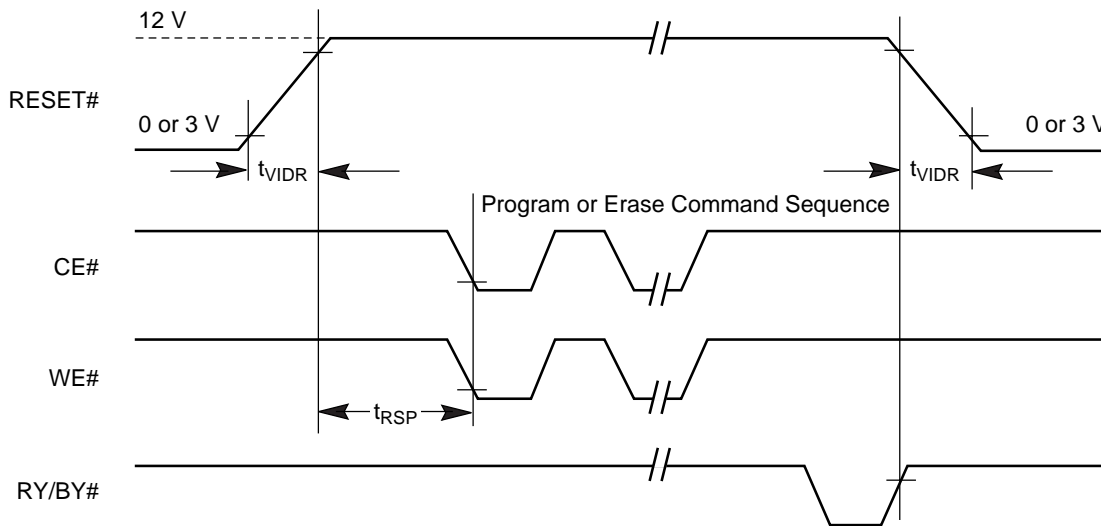 12 V
RESET#
0 or 3 V
0 or 3 V
tVIDR
tVIDR
Program or Erase Command Sequence
CE#
WE#
tRSP
RY/BY#